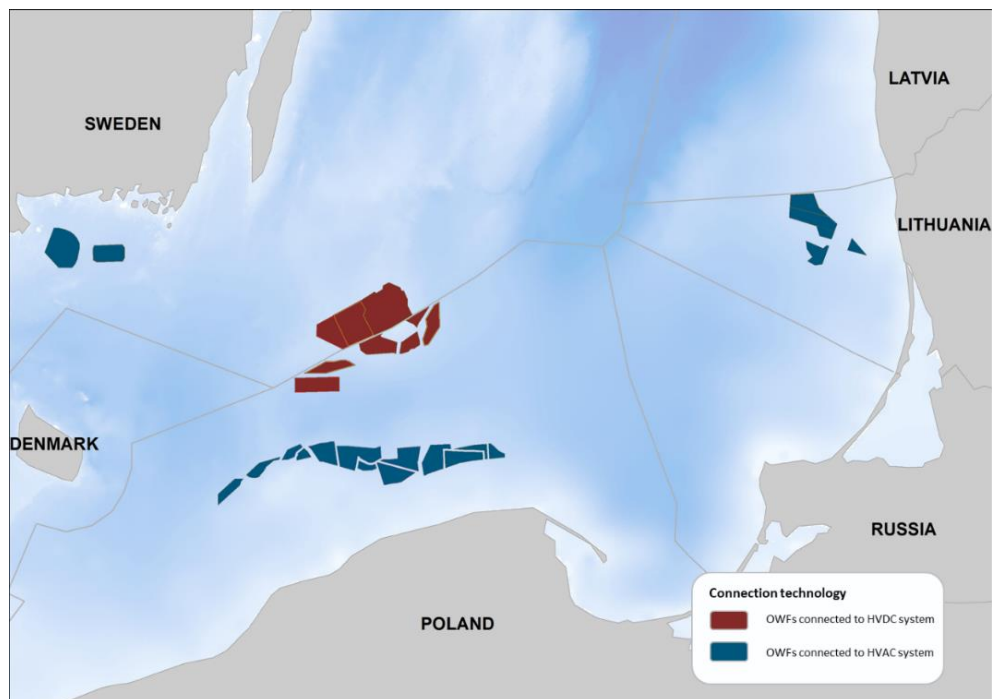 LATVIA
SWEDEN
LITHUANIA
DENMARK
RUSSIA
POLAND
Connection technology
OWFs connected to HVDC system
OWFs connected to HVAC system